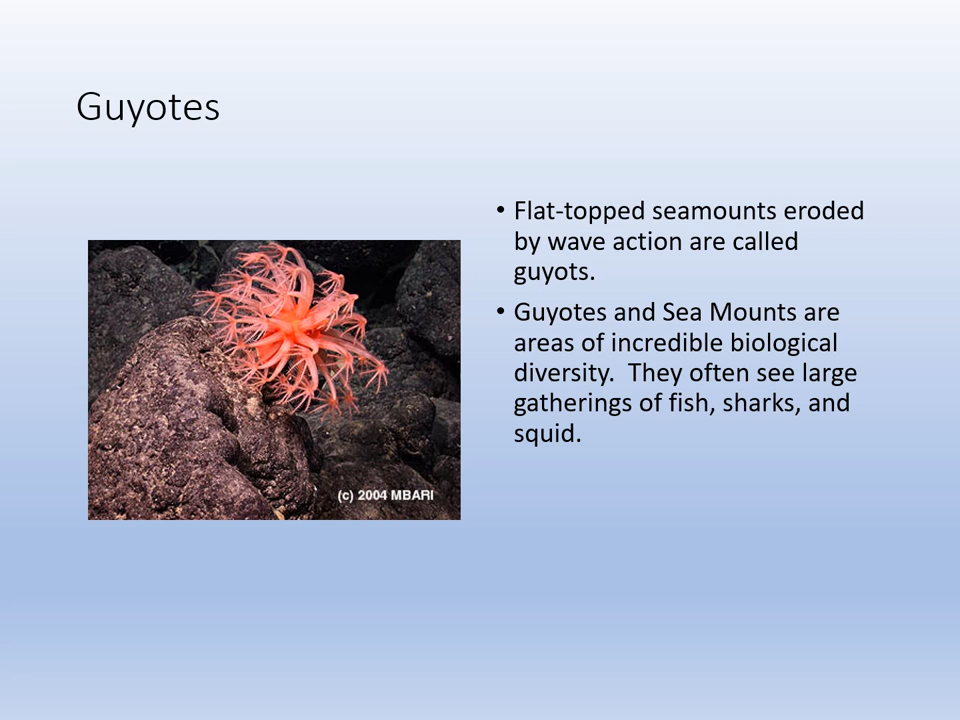 Guyotes
• Flat-topped seamounts eroded
by wave action are called
guyots.
• Guyotes and Sea Mounts are
areas of incredible biological
diversity.  They often see large
gatherings of fish, sharks, and
squid.
(c) 2004 MBARI